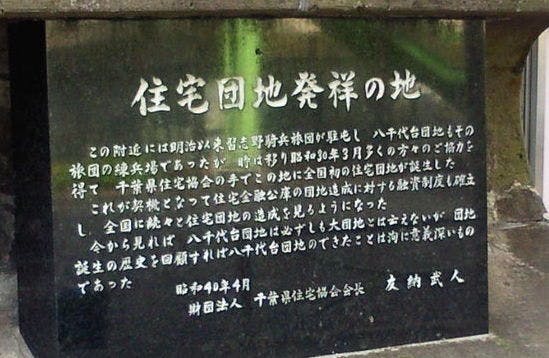 住宅団地発祥の地
この附近には明治以来習志野騎兵旅団が駐屯し 八千代台団地もその
旅団の練兵場であったが 時は移り昭和30年3月多くの方々のご協力を
得て 千葉県住宅協会の手でこの地に全国初の住宅団地が誕生した
これが契機となって住宅金融公庫の団地造成に対する融資制度も確立
し 全国に続々と住宅団地の造成を見るようになった
今から見れば 八千代台団地は必ずしも大団地とは言えないが 団地
誕生の歴史を回顧すれば八千代台団地のできたことは洵に意義深いもの
であった
昭和40年4月
財団法人 千葉県住宅協会会長 友納武人